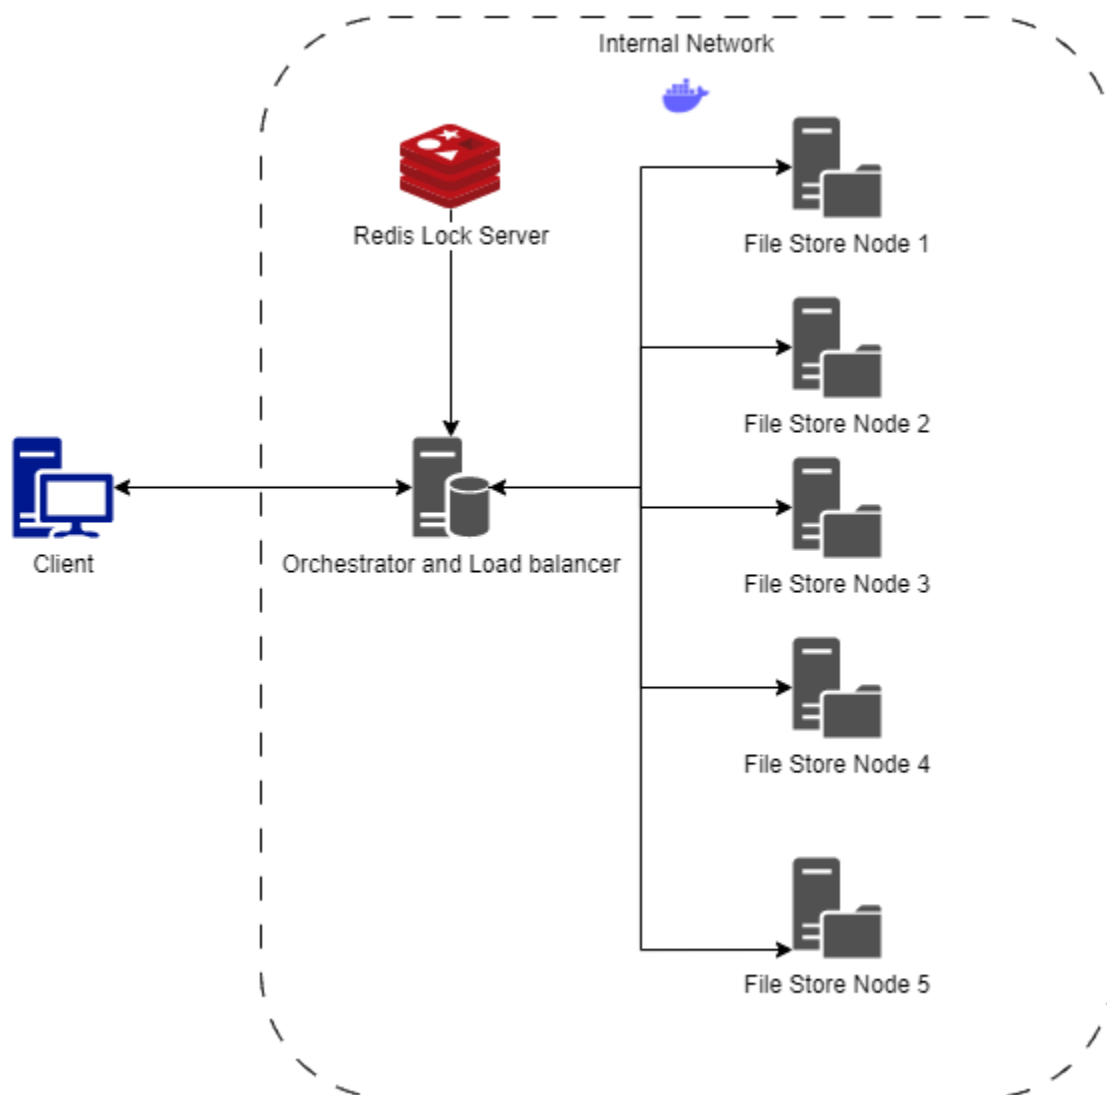 Internal Network
Redis Lock Server
File Store Node 1
File Store Node 2
Client
Orchestrator and Load balancer
File Store Node 3
File Store Node 4
File Store Node 5